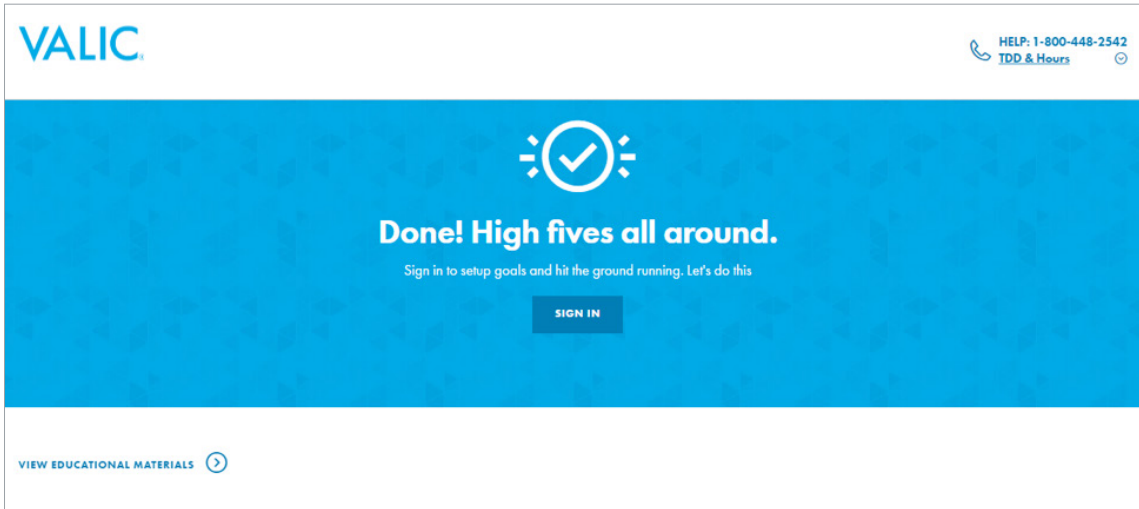 VALIC
HELP: 1-800-448-2542
TDD & Hours
Done! High fives all around.
Sign in to setup goals and hit the ground running. Let's do this
SIGN IN
VIEW EDUCATIONAL MATERIALS